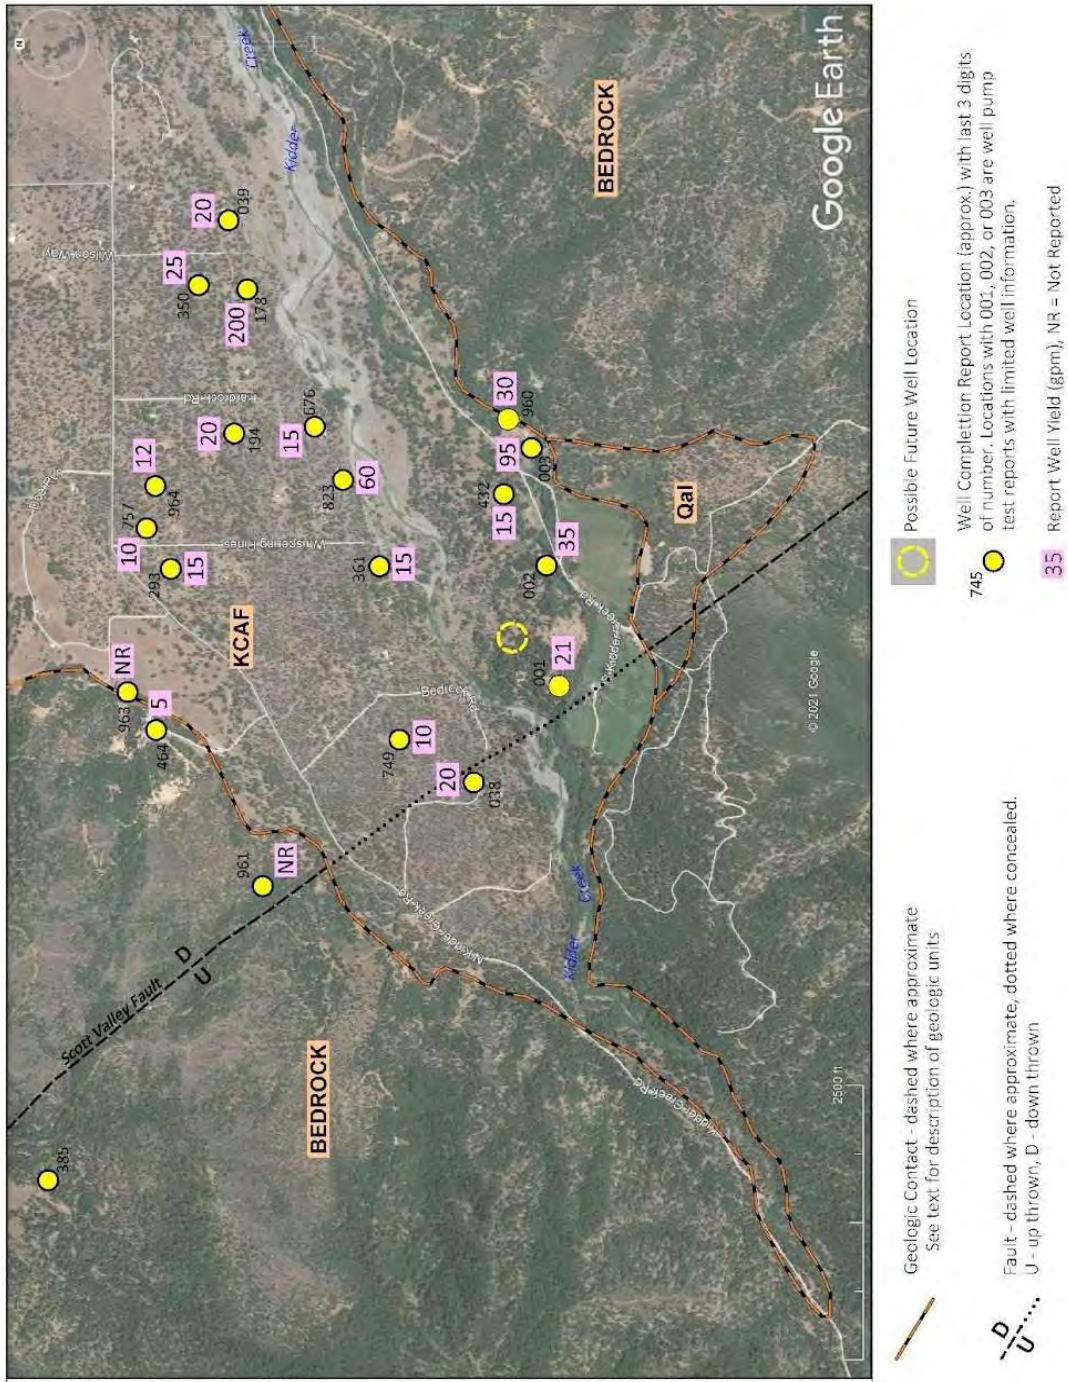 N
385
Scott Valley Fault
D
U
963
NR
464
5
757
10
964
12
293
15
Wilson Way
350
25
039
20
178
200
Hardrock Rd
194
20
KCAF
961
NR
Whispering Pines
Kidder
Creek
676
15
BEDROCK
823
60
361
15
749
10
Bedrock Rd
N Kidder Creek Rd
038
20
432
15
960
30
003
95
002
35
001
21
Kidder
Creek
Kidder Creek Rd
BEDROCK
Qal
Kidder Creek Rd
2500 ft
© 2021 Google
Google Earth
Geologic Contact - dashed where approximate
See text for description of geologic units
D
U
Fault - dashed where approximate, dotted where concealed.
U - up thrown, D - down thrown
Possible Future Well Location
745
Well Completion Report Location (approx.) with last 3 digits
of number. Locations with 001, 002, or 003 are well pump
test reports with limited well information.
35
Report Well Yield (gpm), NR = Not Reported